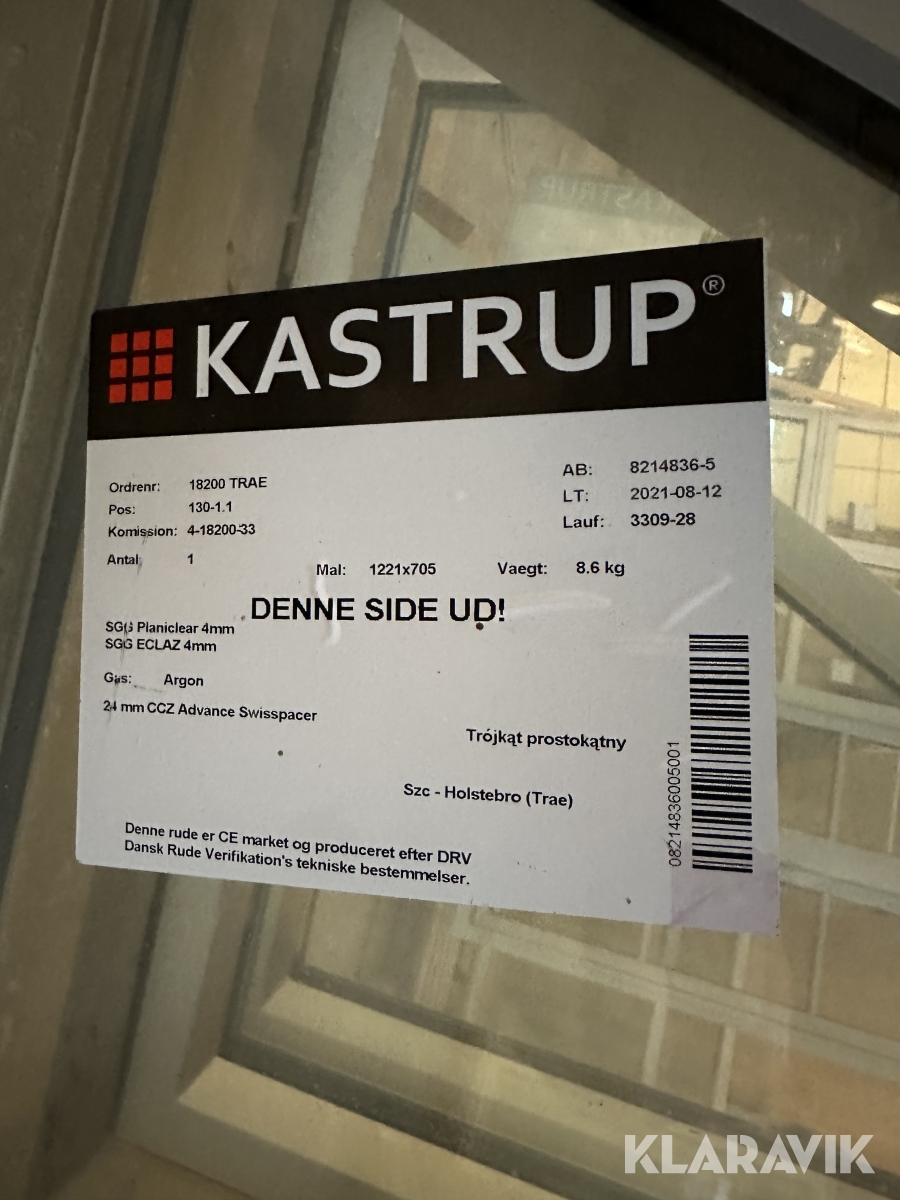 KASTRUP®
Ordrenr: 18200 TRAE
Pos: 130-1.1
Komission: 4-18200-33
Antal: 1
AB: 8214836-5
LT: 2021-08-12
Lauf: 3309-28
Mal: 1221x705 Vaegt: 8.6 kg
DENNE SIDE UD!
SGG Planiclear 4mm
SGG ECLAZ 4mm
Gas: Argon
24 mm CCZ Advance Swisspacer
Trójkąt prostokątny
Szc - Holstebro (Trae)
08214836005001
Denne rude er CE market og produceret efter DRV
Dansk Rude Verifikation's tekniske bestemmelser.
KLARAVIK